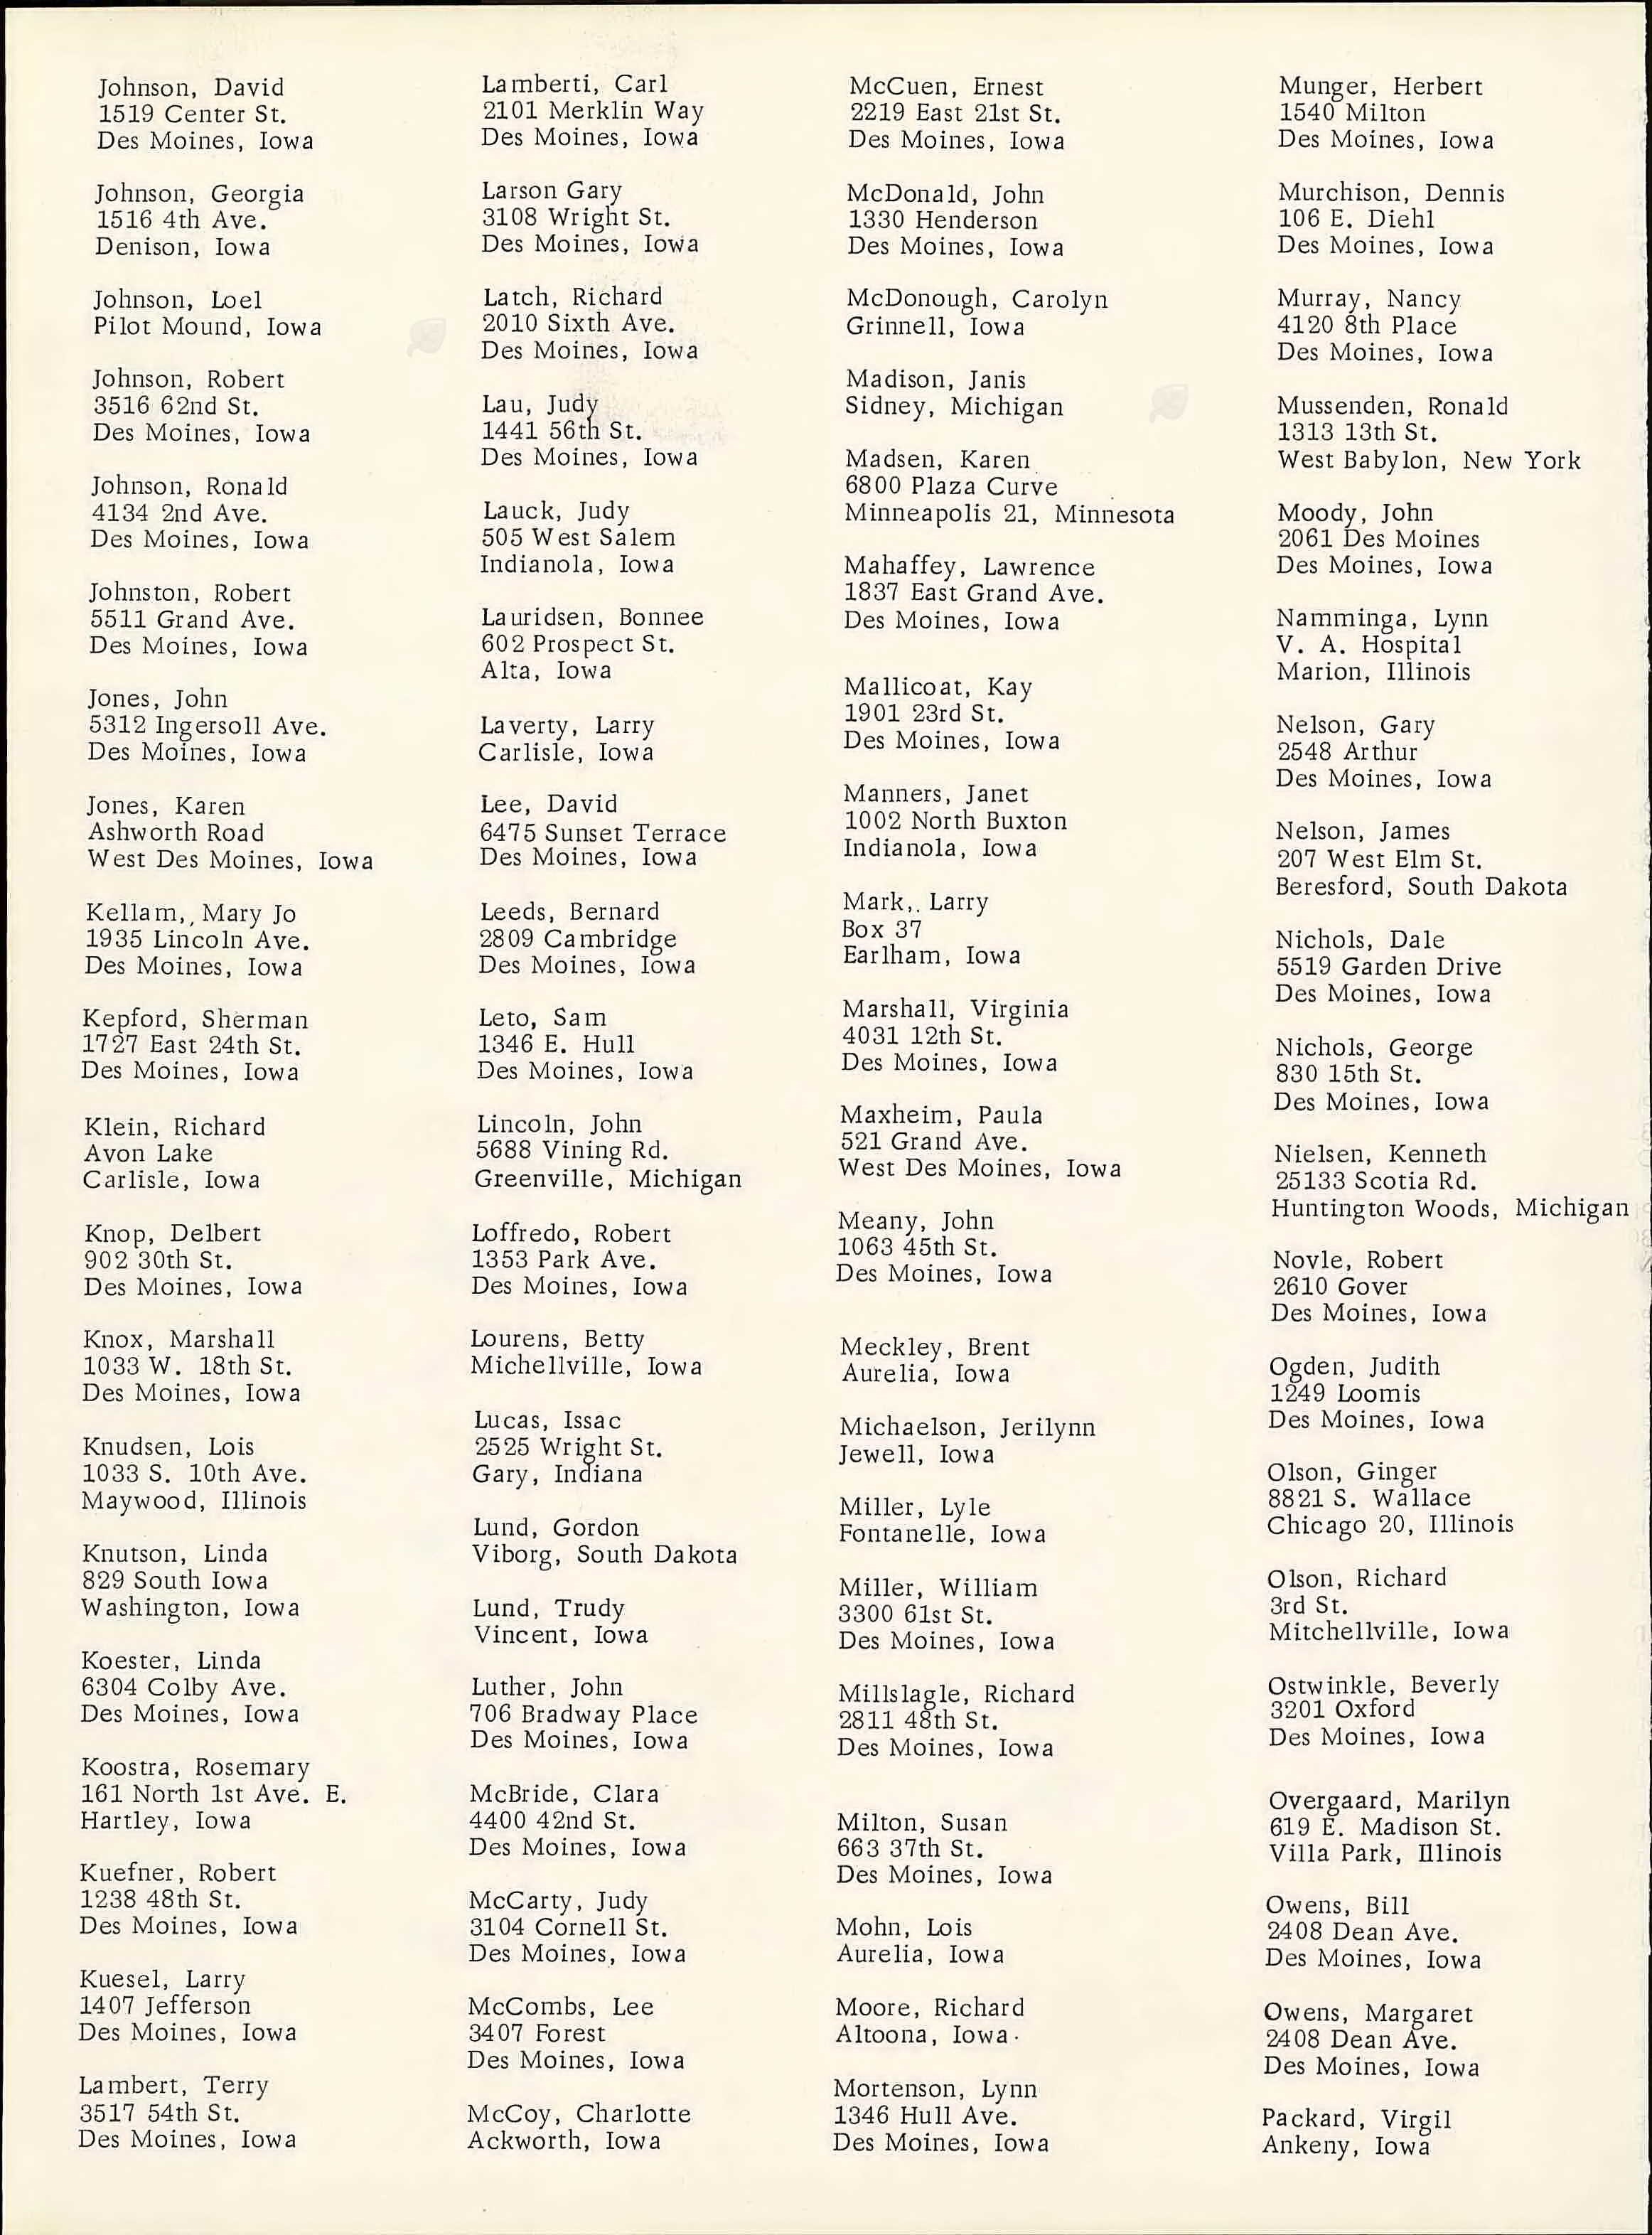 Johnson, David
1519 Center St.
Des Moines, Iowa
Johnson, Georgia
1516 4th Ave.
Denison, Iowa
Johnson, Loel
Pilot Mound, Iowa
Johnson, Robert
3516 62nd St.
Des Moines, Iowa
Johnson, Ronald
4134 2nd Ave.
Des Moines, Iowa
Johnston, Robert
5511 Grand Ave.
Des Moines, Iowa
Jones, John
5312 Ingersoll Ave.
Des Moines, Iowa
Jones, Karen
Ashworth Road
West Des Moines, Iowa
Kellam, Mary Jo
1935 Lincoln Ave.
Des Moines, Iowa
Kepford, Sherman
1727 East 24th St.
Des Moines, Iowa
Klein, Richard
Avon Lake
Carlisle, Iowa
Knop, Delbert
902 30th St.
Des Moines, Iowa
Knox, Marshall
1033 W. 18th St.
Des Moines, Iowa
Knudsen, Lois
1033 S. 10th Ave.
Maywood, Illinois
Knutson, Linda
829 South Iowa
Washington, Iowa
Koester, Linda
6304 Colby Ave.
Des Moines, Iowa
Koostra, Rosemary
161 North 1st Ave. E.
Hartley, Iowa
Kuefner, Robert
1238 48th St.
Des Moines, Iowa
Kuesel, Larry
1407 Jefferson
Des Moines, Iowa
Lambert, Terry
3517 54th St.
Des Moines, Iowa
Lamberti, Carl
2101 Merklin Way
Des Moines, Iowa
Larson Gary
3108 Wright St.
Des Moines, Iowa
Latch, Richard
2010 Sixth Ave.
Des Moines, Iowa
Lau, Judy
1441 56th St.
Des Moines, Iowa
Lauck, Judy
505 West Salem
Indianola, Iowa
Lauridsen, Bonnee
602 Prospect St.
Alta, Iowa
Laverty, Larry
Carlisle, Iowa
Lee, David
6475 Sunset Terrace
Des Moines, Iowa
Leeds, Bernard
2809 Cambridge
Des Moines, Iowa
Leto, Sam
1346 E. Hull
Des Moines, Iowa
Lincoln, John
5688 Vining Rd.
Greenville, Michigan
Loffredo, Robert
1353 Park Ave.
Des Moines, Iowa
Lourens, Betty
Michellville, Iowa
Lucas, Issac
2525 Wright St.
Gary, Indiana
Lund, Gordon
Viborg, South Dakota
Lund, Trudy
Vincent, Iowa
Luther, John
706 Bradway Place
Des Moines, Iowa
McBride, Clara
4400 42nd St.
Des Moines, Iowa
McCarty, Judy
3104 Cornell St.
Des Moines, Iowa
McCombs, Lee
3407 Forest
Des Moines, Iowa
McCoy, Charlotte
Ackworth, Iowa
McCuen, Ernest
2219 East 21st St.
Des Moines, Iowa
McDonald, John
1330 Henderson
Des Moines, Iowa
McDonough, Carolyn
Grinnell, Iowa
Madison, Janis
Sidney, Michigan
Madsen, Karen
6800 Plaza Curve
Minneapolis 21, Minnesota
Mahaffey, Lawrence
1837 East Grand Ave.
Des Moines, Iowa
Mallicoat, Kay
1901 23rd St.
Des Moines, Iowa
Manners, Janet
1002 North Buxton
Indianola, Iowa
Mark, Larry
Box 37
Earlham, Iowa
Marshall, Virginia
4031 12th St.
Des Moines, Iowa
Maxheim, Paula
521 Grand Ave.
West Des Moines, Iowa
Meany, John
1063 45th St.
Des Moines, Iowa
Meckley, Brent
Aurelia, Iowa
Michaelson, Jerilynn
Jewell, Iowa
Miller, Lyle
Fontanelle, Iowa
Miller, William
3300 61st St.
Des Moines, Iowa
Millslagle, Richard
2811 48th St.
Des Moines, Iowa
Milton, Susan
663 37th St.
Des Moines, Iowa
Mohn, Lois
Aurelia, Iowa
Moore, Richard
Altoona, Iowa
Mortenson, Lynn
1346 Hull Ave.
Des Moines, Iowa
Munger, Herbert
1540 Milton
Des Moines, Iowa
Murchison, Dennis
106 E. Diehl
Des Moines, Iowa
Murray, Nancy
4120 8th Place
Des Moines, Iowa
Mussenden, Ronald
1313 13th St.
West Babylon, New York
Moody, John
2061 Des Moines
Des Moines, Iowa
Namminga, Lynn
V. A. Hospital
Marion, Illinois
Nelson, Gary
2548 Arthur
Des Moines, Iowa
Nelson, James
207 West Elm St.
Beresford, South Dakota
Nichols, Dale
5519 Garden Drive
Des Moines, Iowa
Nichols, George
830 15th St.
Des Moines, Iowa
Nielsen, Kenneth
25133 Scotia Rd.
Huntington Woods, Michigan
Novle, Robert
2610 Gover
Des Moines, Iowa
Ogden, Judith
1249 Loomis
Des Moines, Iowa
Olson, Ginger
8821 S. Wallace
Chicago 20, Illinois
Olson, Richard
3rd St.
Mitchellville, Iowa
Ostwinkle, Beverly
3201 Oxford
Des Moines, Iowa
Overgaard, Marilyn
619 E. Madison St.
Villa Park, Illinois
Owens, Bill
2408 Dean Ave.
Des Moines, Iowa
Owens, Margaret
2408 Dean Ave.
Des Moines, Iowa
Packard, Virgil
Ankeny, Iowa